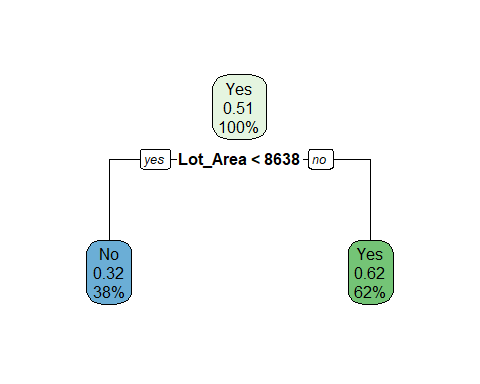 Yes
0.51
100%
yes Lot_Area < 8638 no
No
0.32
38%
Yes
0.62
62%